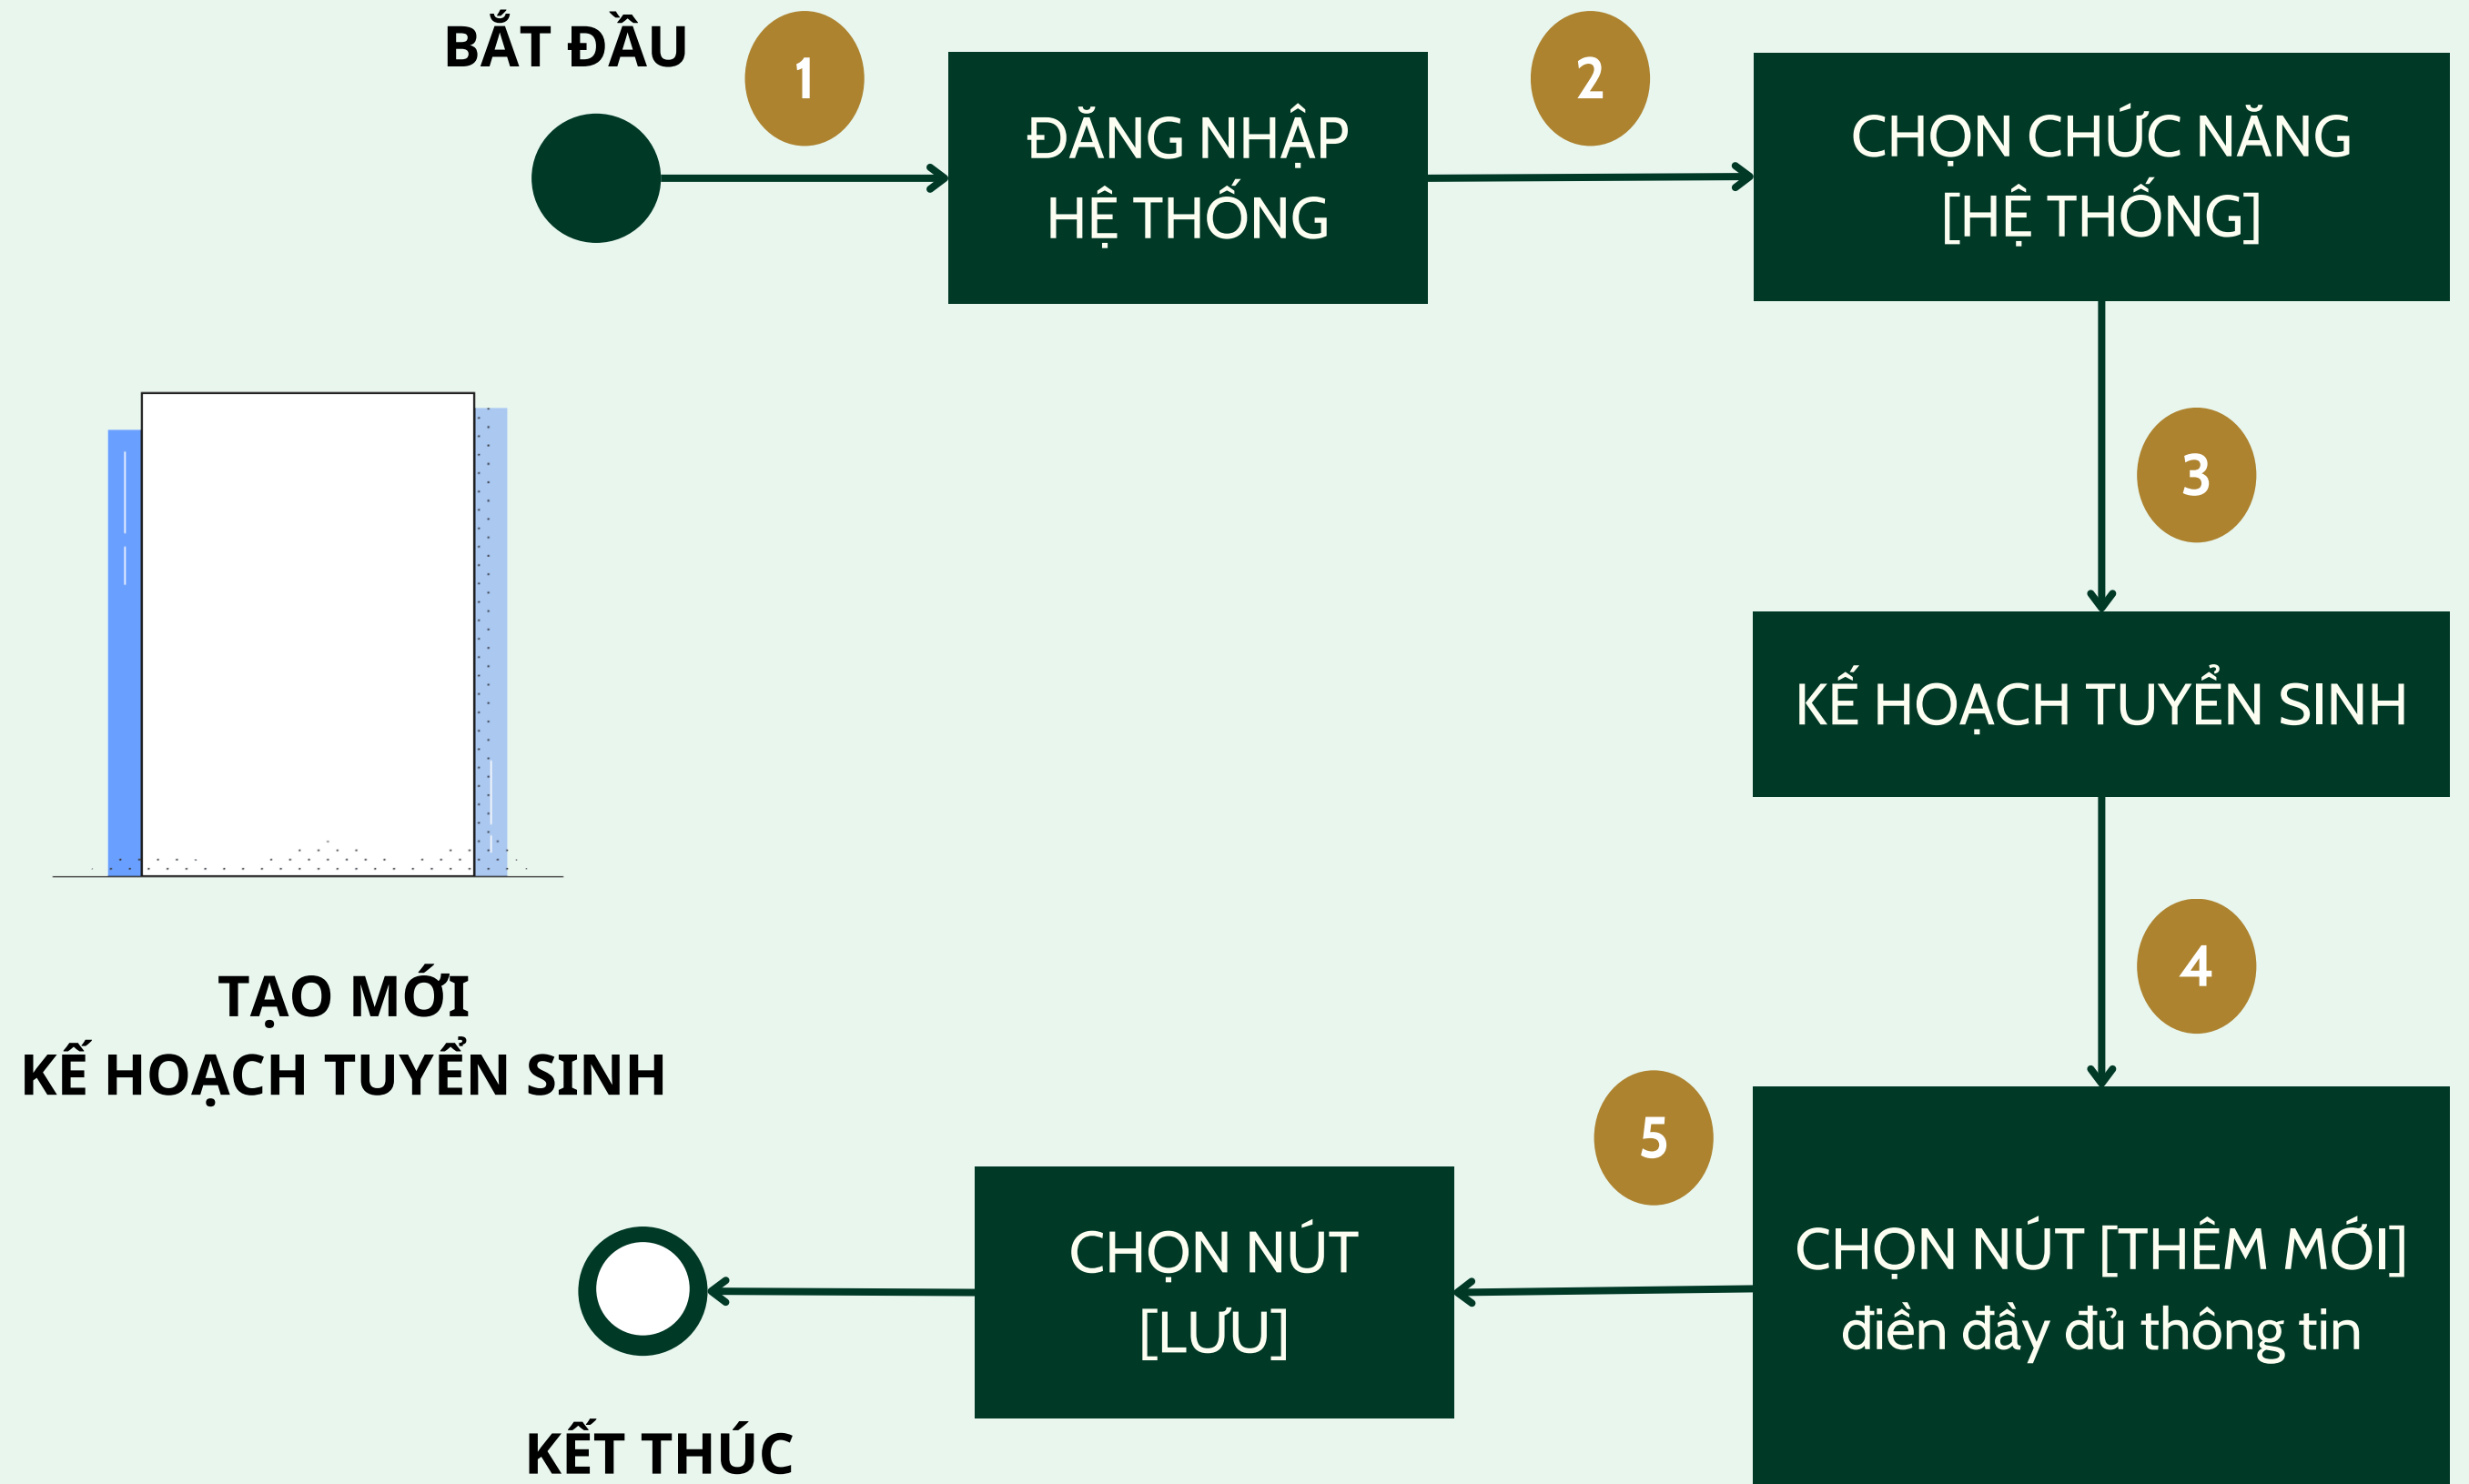 BẮT ĐẦU
1
ĐĂNG NHẬP
HỆ THỐNG
2
CHỌN CHỨC NĂNG
[HỆ THỐNG]
3
KẾ HOẠCH TUYỂN SINH
4
TẠO MỚI
KẾ HOẠCH TUYỂN SINH
CHỌN NÚT [THÊM MỚI]
điền đầy đủ thông tin
5
CHỌN NÚT
[LƯU]
KẾT THÚC